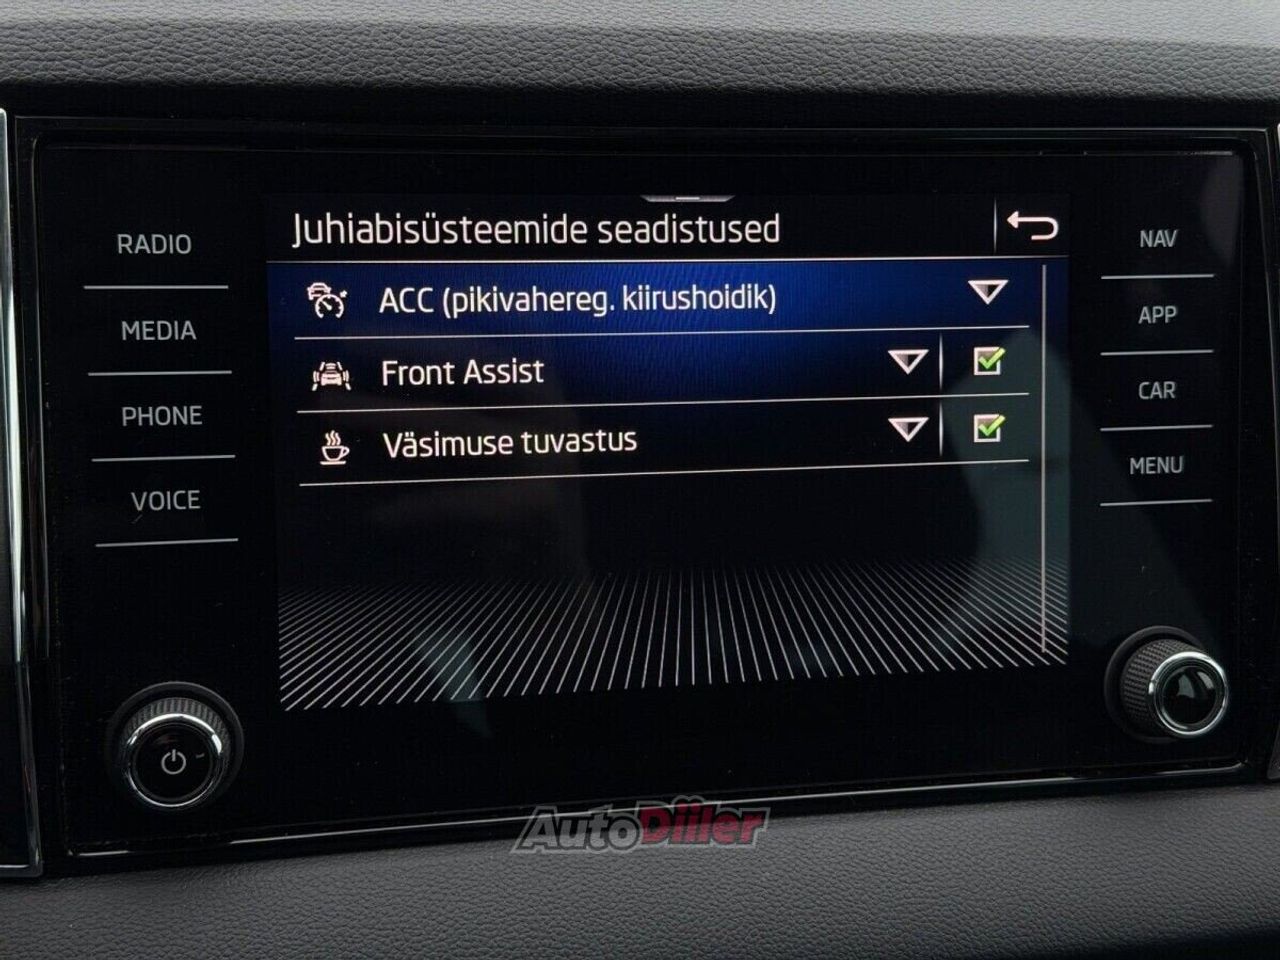 Juhiabisüsteemide seadistused
ACC (pikivahereg. kiirushoidik)
Front Assist
Väsimuse tuvastus
RADIO
MEDIA
PHONE
VOICE
NAV
APP
CAR
MENU
AutoDiiler